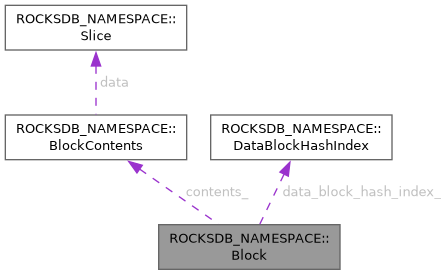 ROCKSDB_NAMESPACE::
Slice
data
ROCKSDB_NAMESPACE::
BlockContents
ROCKSDB_NAMESPACE::
DataBlockHashIndex
contents_
data_block_hash_index_
ROCKSDB_NAMESPACE::
Block